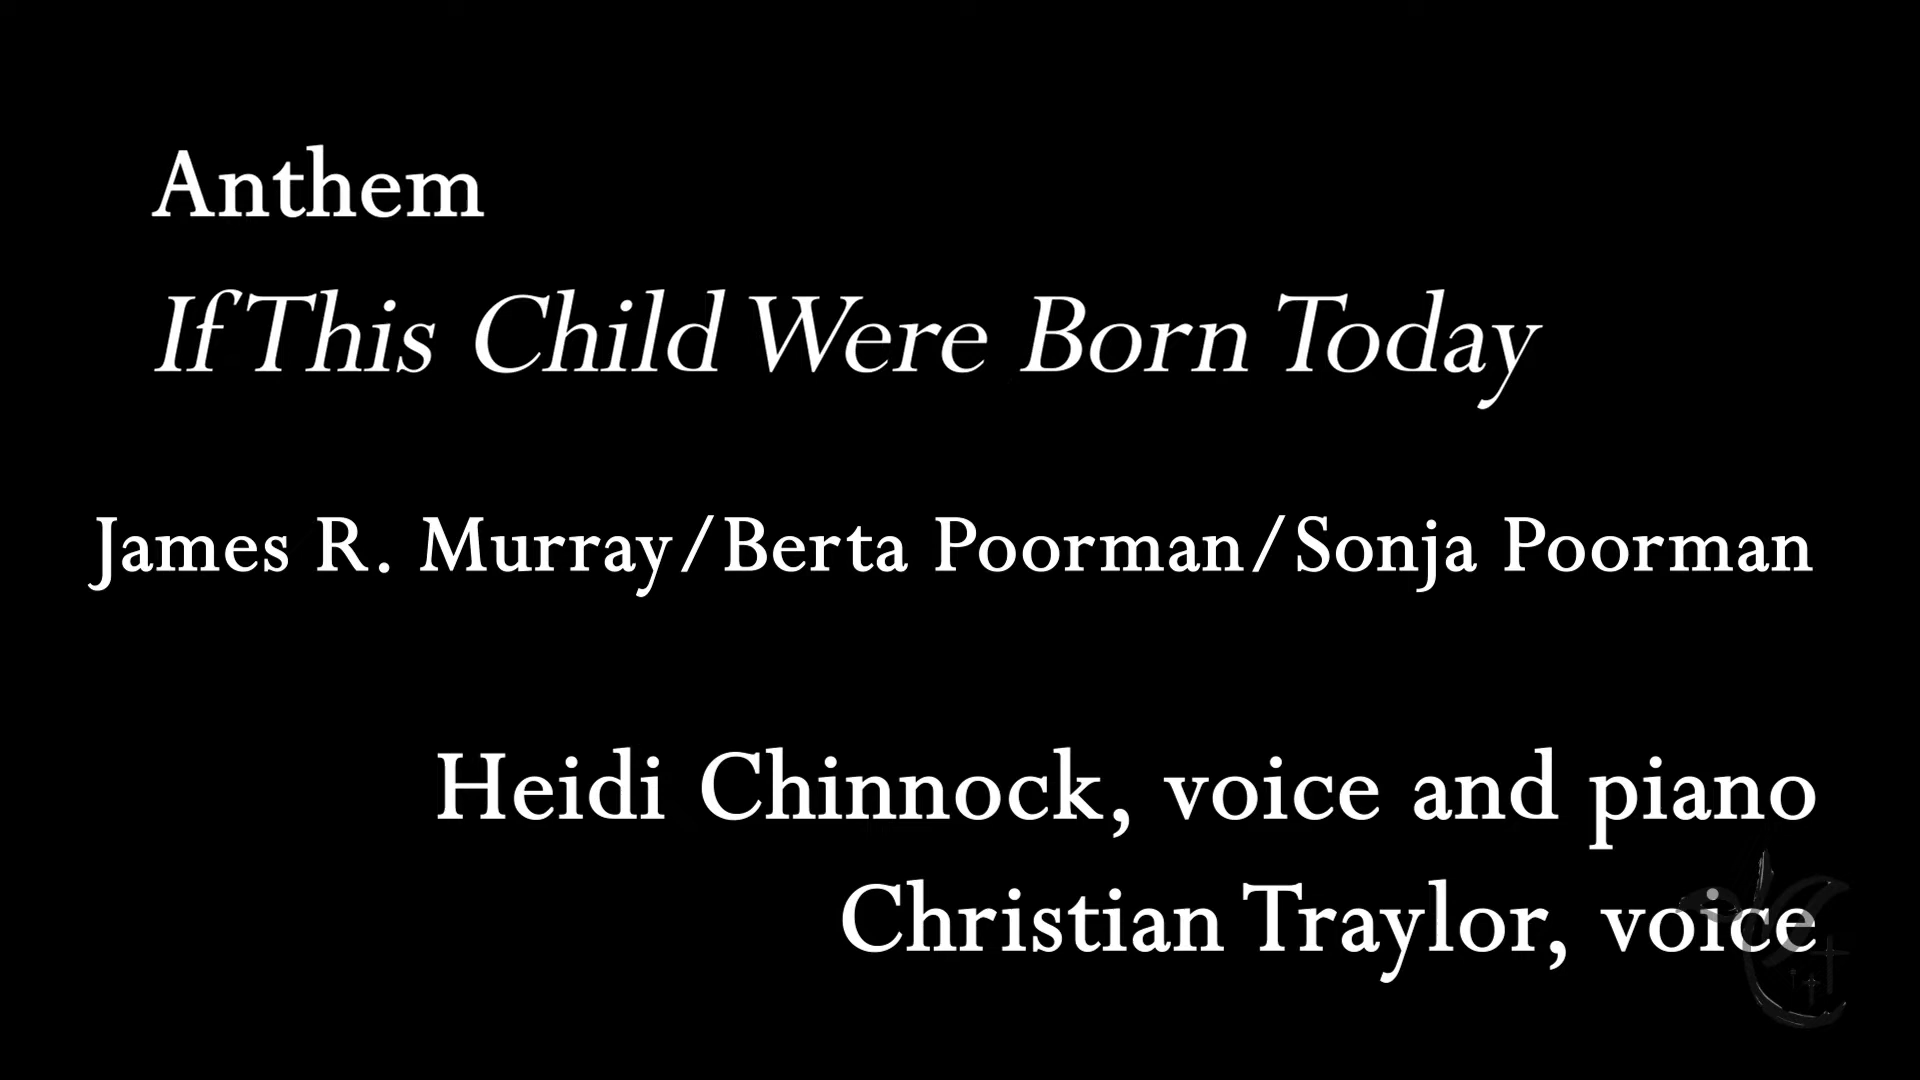 Anthem
If This Child Were Born Today
James R. Murray/Berta Poorman/Sonja Poorman
Heidi Chinnock, voice and piano
Christian Traylor, voice